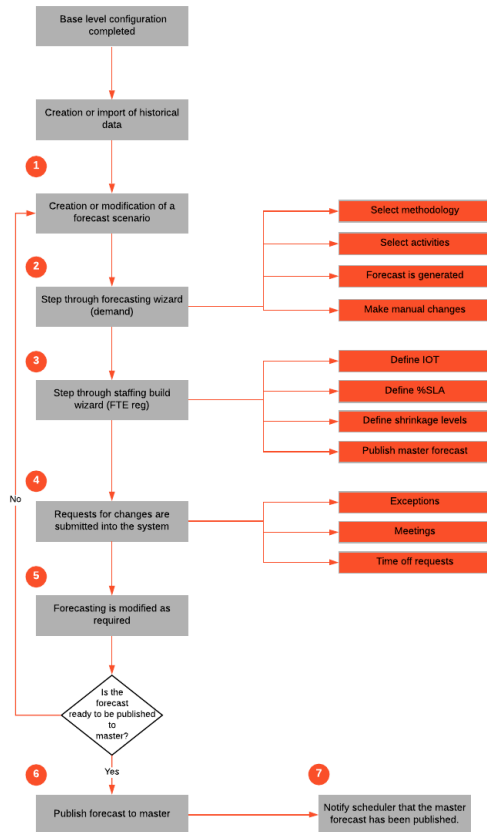 Base level configuration
completed
Creation or import of historical
data
1
Creation or modification of a
forecast scenario
Select methodology
Select activities
2
Forecast is generated
Step through forecasting wizard
(demand)
Make manual changes
3
Define IOT
Step through staffing build
wizard (FTE reg)
Define %SLA
Define shrinkage levels
Publish master forecast
4
No
Requests for changes are
submitted into the system
Exceptions
Meetings
Time off requests
5
Forecasting is modified as
required
Is the
forecast
ready to be published
to
master?
Yes
6
7
Publish forecast to master
Notify scheduler that the master
forecast has been published.